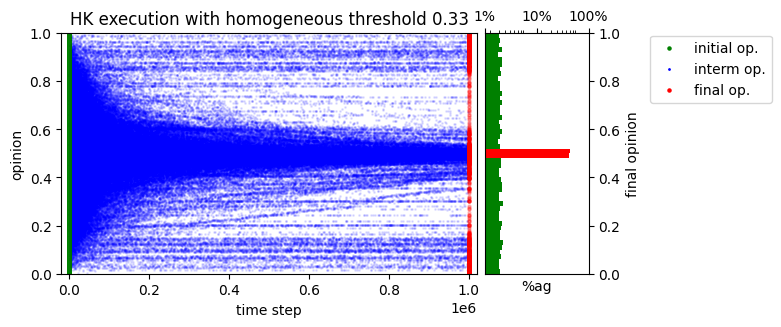 HK execution with homogeneous threshold 0.33
1% 10% 100%
1.0 1.0
0.8 0.8
0.6 0.6
0.4 0.4
0.2 0.2
0.0 0.0
opinion
final opinion
0.0 0.2 0.4 0.6 0.8 1.0
1e6
time step
%ag
initial op.
interm op.
final op.